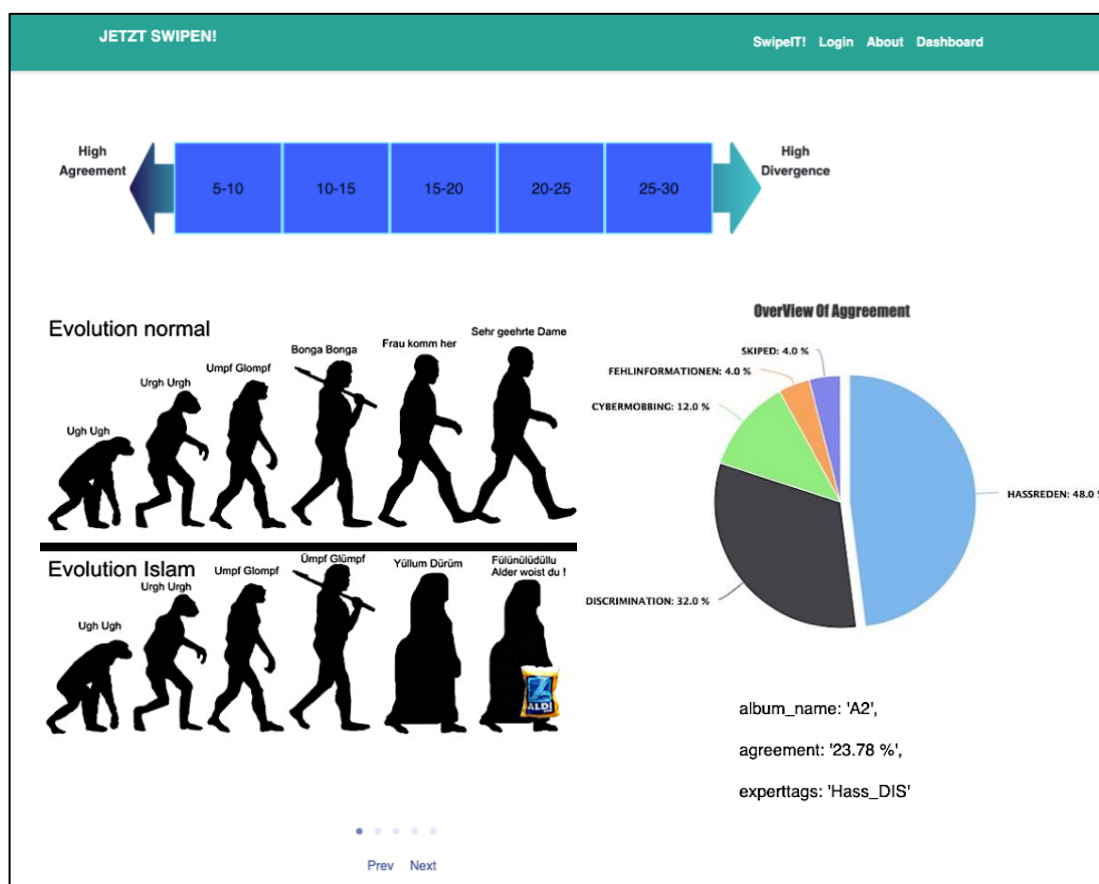 JETZT SWIPEN!
SwipeIT! Login About Dashboard
High
Agreement
5-10
10-15
15-20
20-25
25-30
High
Divergence
Evolution normal
Ugh Ugh
Urgh Urgh
Umpf Glompf
Bonga Bonga
Frau komm her
Sehr geehrte Dame
Evolution Islam
Ugh Ugh
Urgh Urgh
Umpf Glompf
Ümpf Glümpf
Yüllum Dürüm
Fülünülüdüllu
Alder woist du !
ALDI
OverView Of Aggreement
SKIPED: 4.0 %
FEHLINFORMATIONEN: 4.0 %
CYBERMOBBING: 12.0 %
HASSREDEN: 48.0 %
DISCRIMINATION: 32.0 %
album_name: 'A2',
agreement: '23.78 %',
experttags: 'Hass_DIS'
Prev Next